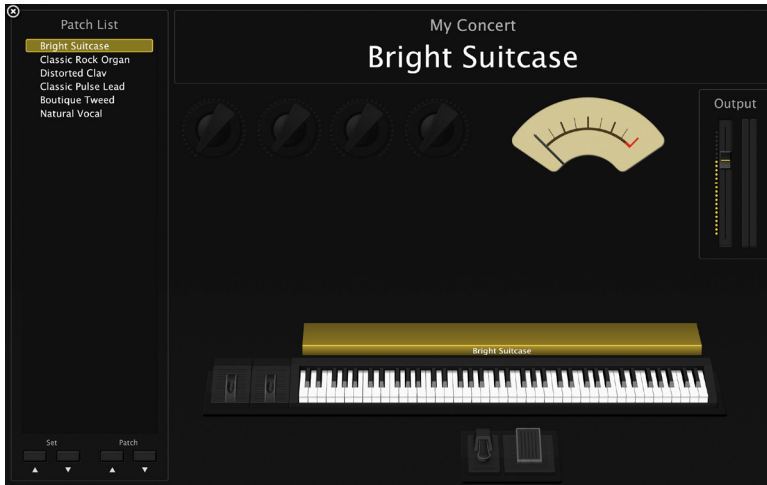 Patch List
Bright Suitcase
Classic Rock Organ
Distorted Clav
Classic Pulse Lead
Boutique Tweed
Natural Vocal
Set
Patch
My Concert
Bright Suitcase
Output
Bright Suitcase